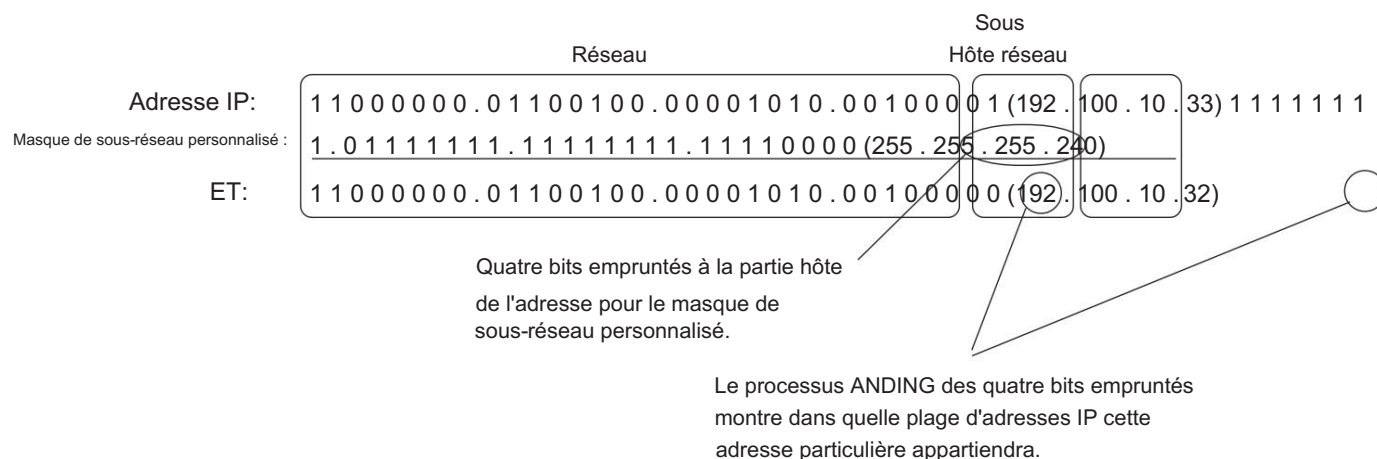 Sous
Réseau Hôte réseau
Adresse IP: 1 1 0 0 0 0 0 0 . 0 1 1 0 0 1 0 0 . 0 0 0 0 1 0 1 0 . 0 0 1 0 0 0 0 1 (192 . 100 . 10 . 33) 1 1 1 1 1 1 1
Masque de sous-réseau personnalisé : 1 . 0 1 1 1 1 1 1 1 . 1 1 1 1 1 1 1 1 . 1 1 1 1 0 0 0 0 (255 . 255 . 255 . 240)
ET: 1 1 0 0 0 0 0 0 . 0 1 1 0 0 1 0 0 . 0 0 0 0 1 0 1 0 . 0 0 1 0 0 0 0 0 (192 . 100 . 10 . 32)
Quatre bits empruntés à la partie hôte
de l'adresse pour le masque de
sous-réseau personnalisé.
Le processus ANDING des quatre bits empruntés
montre dans quelle plage d'adresses IP cette
adresse particulière appartiendra.